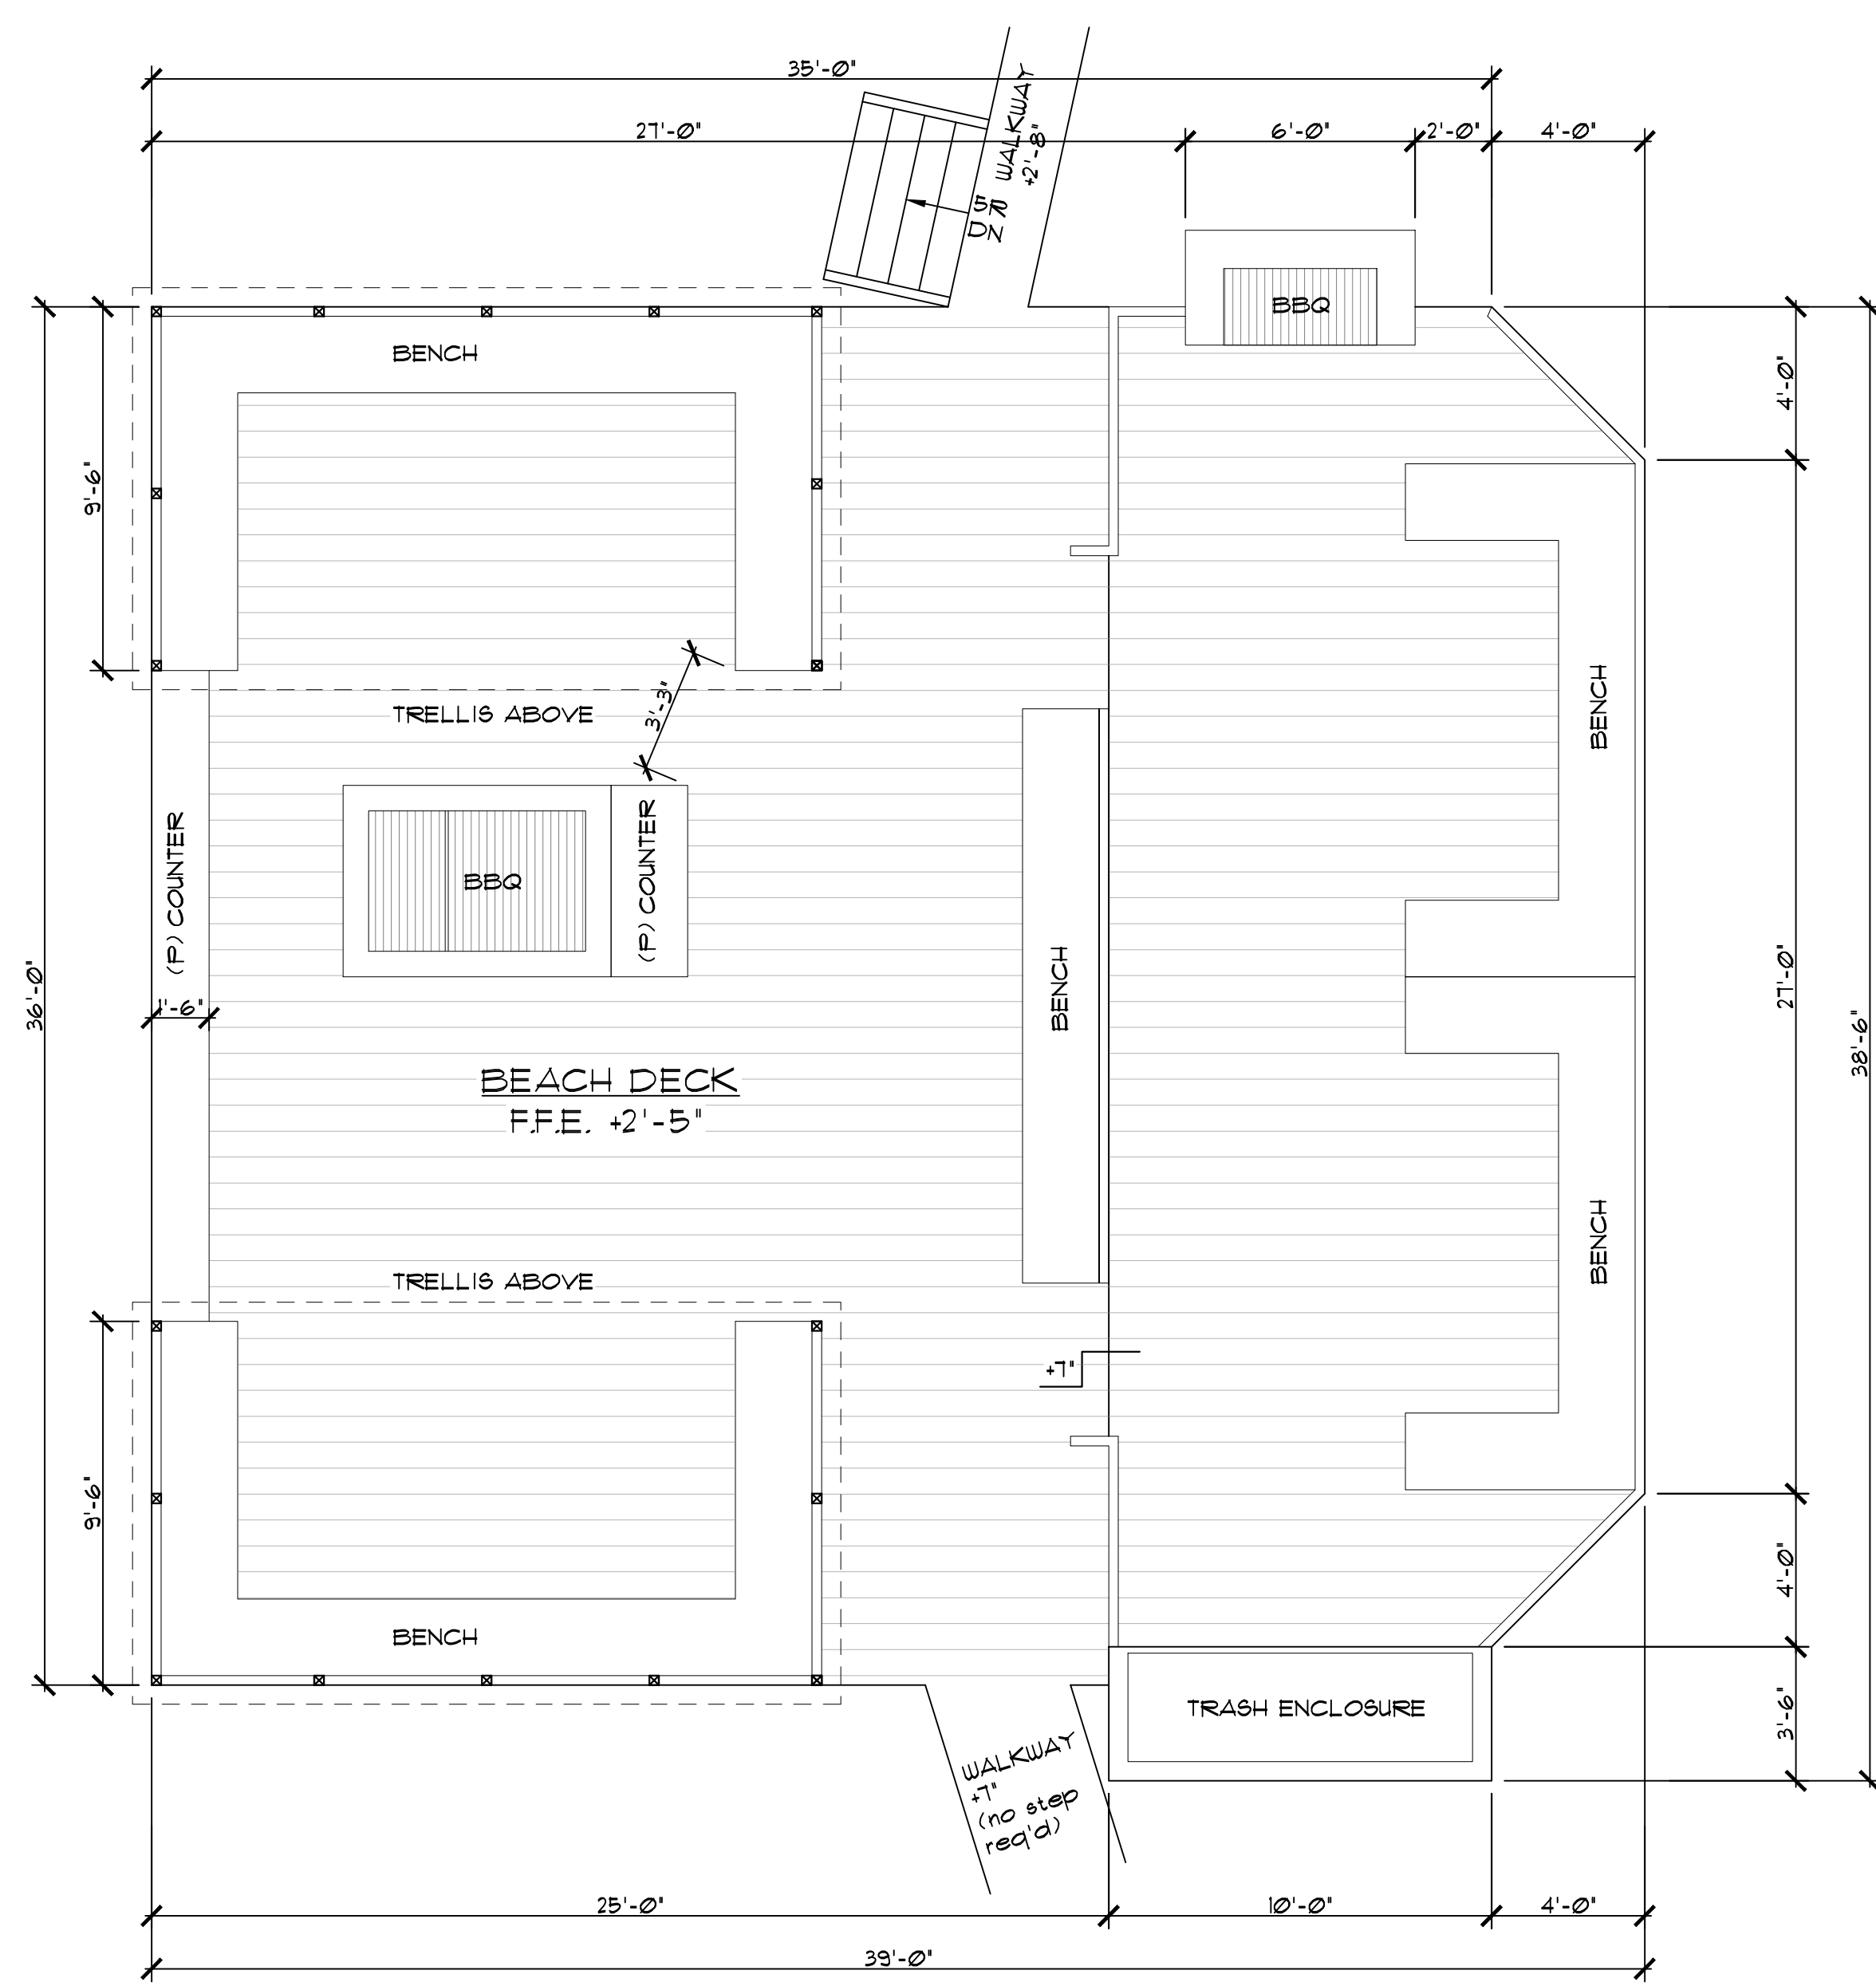 35'-0"
27'-0"
6'-0"
2'-0"
4'-0"
WALKWAY
+2'-8"
DN
BBQ
BENCH
4'-0"
9'-6"
TRELLIS ABOVE
3'-3"
BENCH
(P) COUNTER
BBQ
(P) COUNTER
BENCH
36'-0"
1'-6"
27'-0"
38'-6"
BEACH DECK
F.F.E. +2'-5"
BENCH
TRELLIS ABOVE
+7"
9'-6"
4'-0"
BENCH
TRASH ENCLOSURE
3'-6"
WALKWAY
+7"
(no step
req'd)
25'-0"
10'-0"
4'-0"
39'-0"